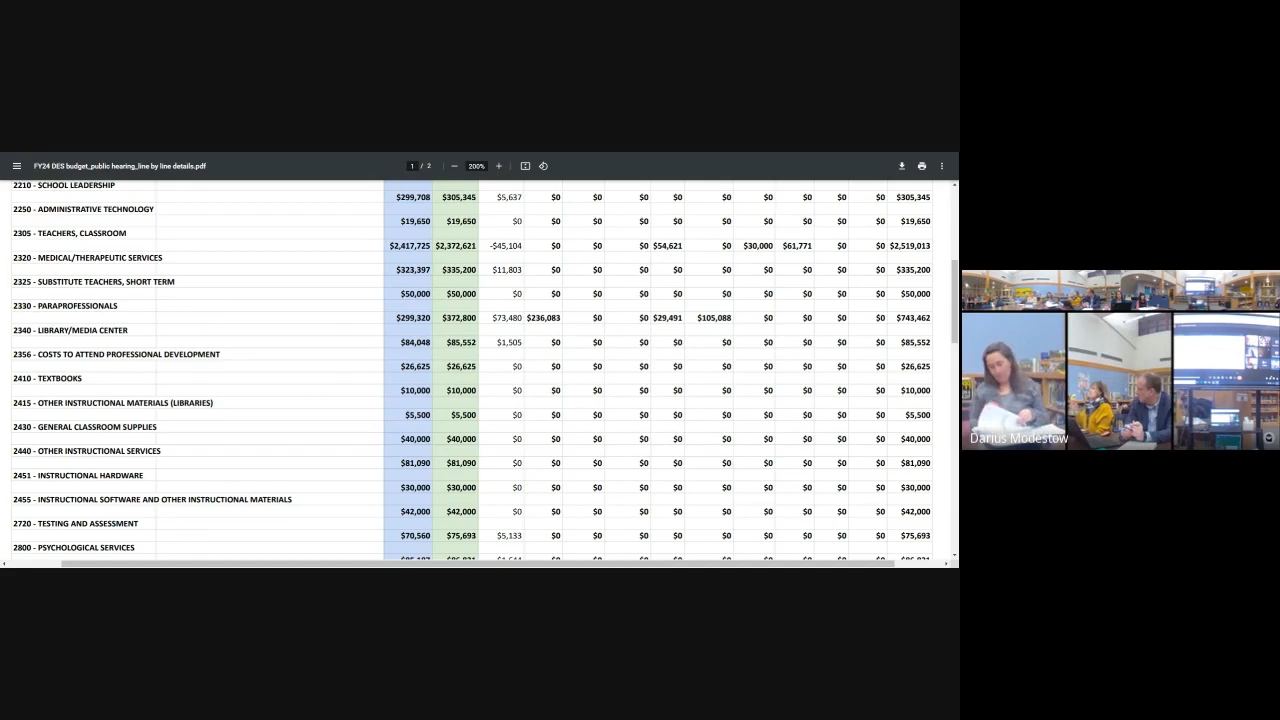 FY24 DES budget_public hearing_line by line details.pdf 1 / 2 200%
2210 - SCHOOL LEADERSHIP
$299,708 $305,345 $5,637 $0 $0 $0 $0 $0 $0 $0 $0 $0 $305,345
2250 - ADMINISTRATIVE TECHNOLOGY
$19,650 $19,650 $0 $0 $0 $0 $0 $0 $0 $0 $0 $0 $19,650
2305 - TEACHERS, CLASSROOM
$2,417,725 $2,372,621 -$45,104 $0 $0 $0 $54,621 $0 $30,000 $61,771 $0 $0 $2,519,013
2320 - MEDICAL/THERAPEUTIC SERVICES
$323,397 $335,200 $11,803 $0 $0 $0 $0 $0 $0 $0 $0 $0 $335,200
2325 - SUBSTITUTE TEACHERS, SHORT TERM
$50,000 $50,000 $0 $0 $0 $0 $0 $0 $0 $0 $0 $0 $50,000
2330 - PARAPROFESSIONALS
$299,320 $372,800 $73,480 $236,083 $0 $0 $29,491 $105,088 $0 $0 $0 $0 $743,462
2340 - LIBRARY/MEDIA CENTER
$84,048 $85,552 $1,505 $0 $0 $0 $0 $0 $0 $0 $0 $0 $85,552
2356 - COSTS TO ATTEND PROFESSIONAL DEVELOPMENT
$26,625 $26,625 $0 $0 $0 $0 $0 $0 $0 $0 $0 $0 $26,625
2410 - TEXTBOOKS
$10,000 $10,000 $0 $0 $0 $0 $0 $0 $0 $0 $0 $0 $10,000
2415 - OTHER INSTRUCTIONAL MATERIALS (LIBRARIES)
$5,500 $5,500 $0 $0 $0 $0 $0 $0 $0 $0 $0 $0 $5,500
2430 - GENERAL CLASSROOM SUPPLIES
$40,000 $40,000 $0 $0 $0 $0 $0 $0 $0 $0 $0 $0 $40,000
2440 - OTHER INSTRUCTIONAL SERVICES
$81,090 $81,090 $0 $0 $0 $0 $0 $0 $0 $0 $0 $0 $81,090
2451 - INSTRUCTIONAL HARDWARE
$30,000 $30,000 $0 $0 $0 $0 $0 $0 $0 $0 $0 $0 $30,000
2455 - INSTRUCTIONAL SOFTWARE AND OTHER INSTRUCTIONAL MATERIALS
$42,000 $42,000 $0 $0 $0 $0 $0 $0 $0 $0 $0 $0 $42,000
2720 - TESTING AND ASSESSMENT
$70,560 $75,693 $5,133 $0 $0 $0 $0 $0 $0 $0 $0 $0 $75,693
2800 - PSYCHOLOGICAL SERVICES
Darius Modestow